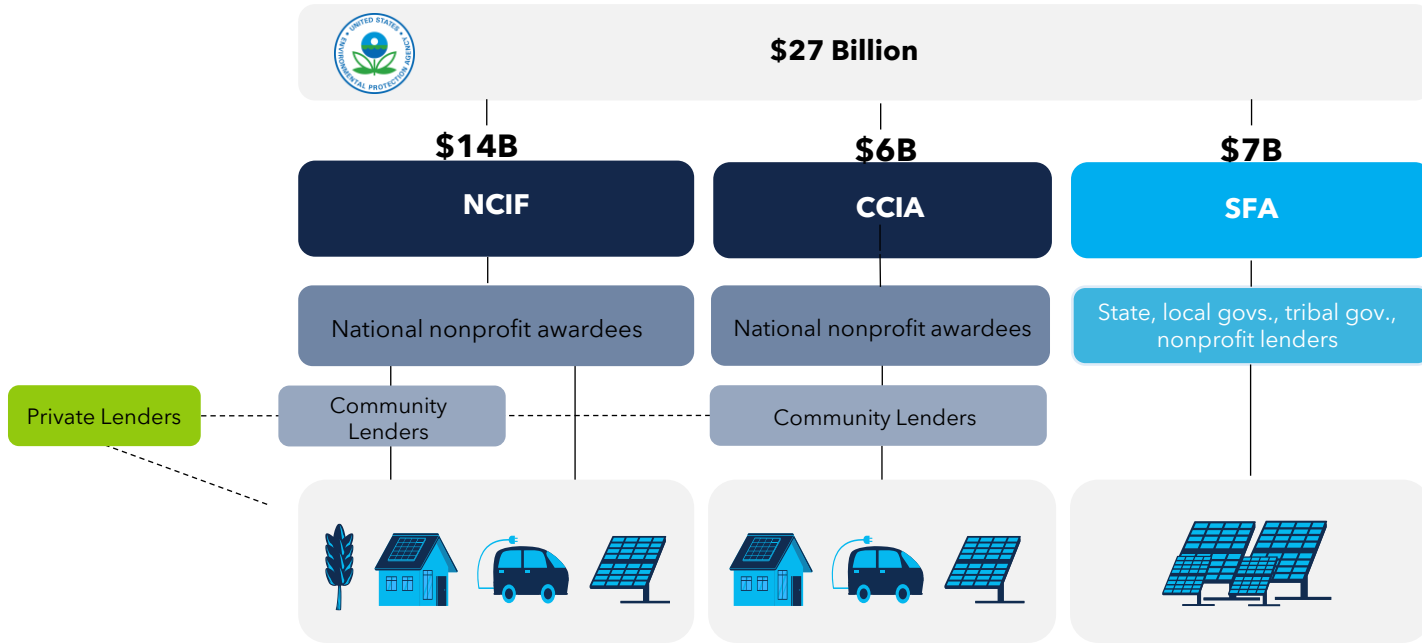 UNITED STATES
ENVIRONMENTAL PROTECTION AGENCY
$27 Billion
$14B
$6B
$7B
NCIF
CCIA
SFA
National nonprofit awardees
National nonprofit awardees
State, local govs., tribal gov.,
nonprofit lenders
Private Lenders
Community
Lenders
Community Lenders